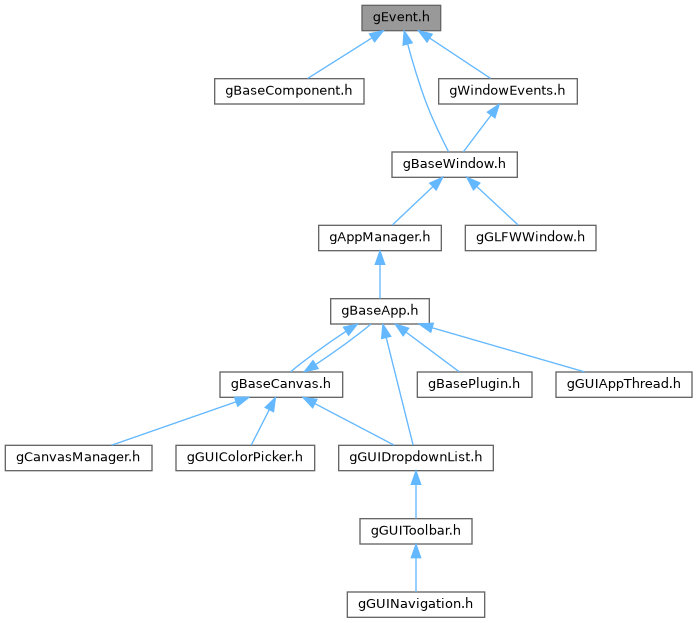 gEvent.h
gBaseComponent.h
gWindowEvents.h
gBaseWindow.h
gAppManager.h
gGLFWWindow.h
gBaseApp.h
gBaseCanvas.h
gBasePlugin.h
gGUIAppThread.h
gCanvasManager.h
gGUIColorPicker.h
gGUIDropdownList.h
gGUIToolbar.h
gGUINavigation.h